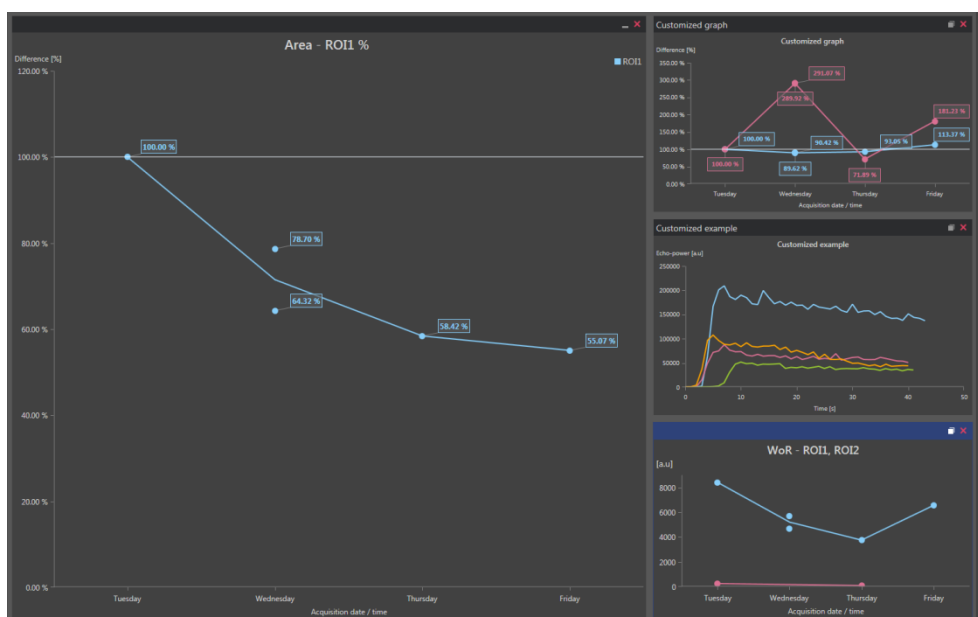 Area - ROI1 %
Difference [%]
ROI1
120.00 %
100.00 %
80.00 %
60.00 %
40.00 %
20.00 %
0.00 %
100.00 %
78.70 %
64.32 %
58.42 %
55.07 %
Tuesday Wednesday Thursday Friday
Acquisition date / time
Customized graph
Customized graph
Difference [%]
350.00 %
300.00 %
250.00 %
200.00 %
150.00 %
100.00 %
50.00 %
0.00 %
291.07 %
289.92 %
181.23 %
100.00 %
90.42 %
93.05 %
113.37 %
100.00 %
89.62 %
71.89 %
Tuesday Wednesday Thursday Friday
Acquisition date / time
Customized example
Customized example
Echo-power [a.u]
250000
200000
150000
100000
50000
0
0 10 20 30 40 50
Time [s]
WoR - ROI1, ROI2
[a.u]
8000
6000
4000
2000
0
Tuesday Wednesday Thursday Friday
Acquisition date / time